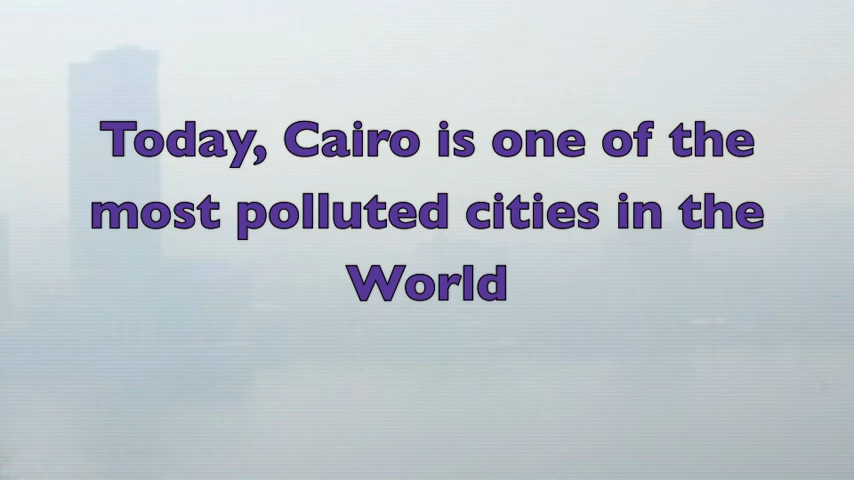 Today, Cairo is one of the
most polluted cities in the
World